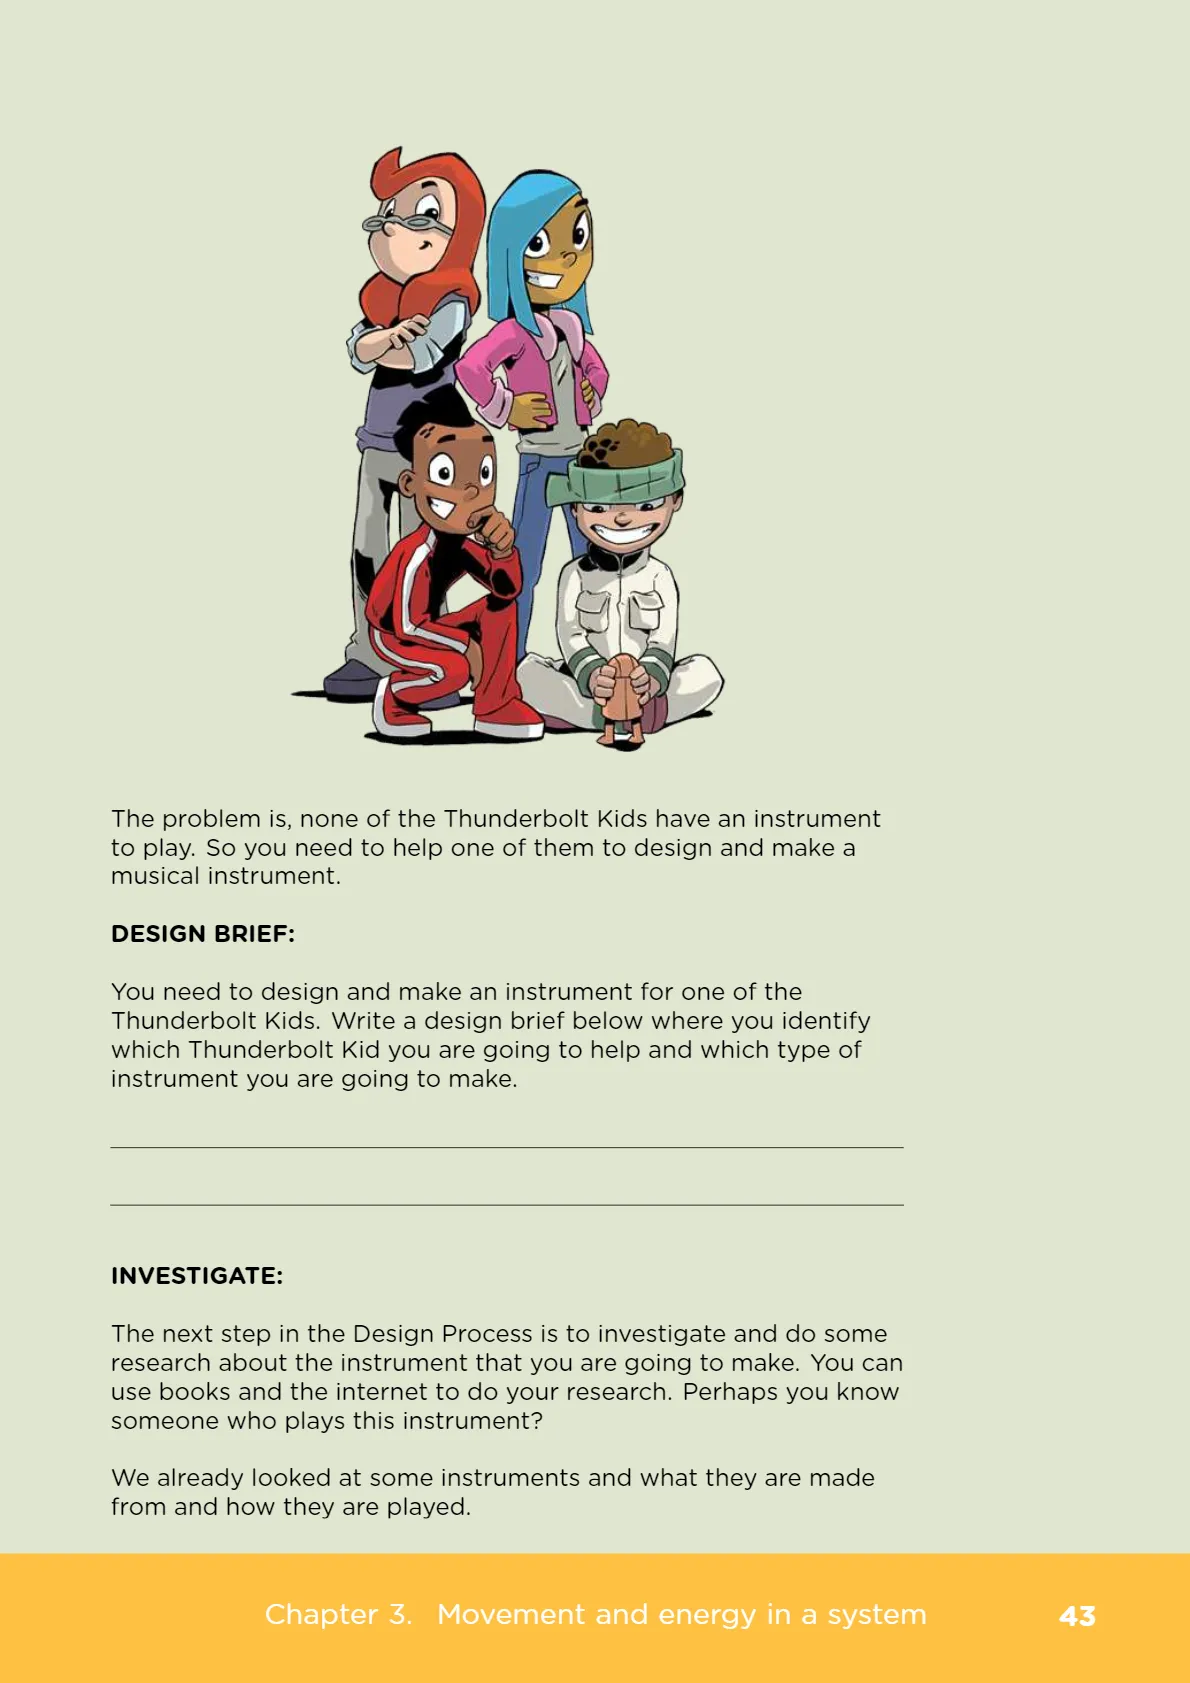 The problem is, none of the Thunderbolt Kids have an instrument
to play. So you need to help one of them to design and make a
musical instrument.
DESIGN BRIEF:
You need to design and make an instrument for one of the
Thunderbolt Kids. Write a design brief below where you identify
which Thunderbolt Kid you are going to help and which type of
instrument you are going to make.
INVESTIGATE:
The next step in the Design Process is to investigate and do some
research about the instrument that you are going to make. You can
use books and the internet to do your research. Perhaps you know
someone who plays this instrument?
We already looked at some instruments and what they are made
from and how they are played.
Chapter 3. Movement and energy in a system 43